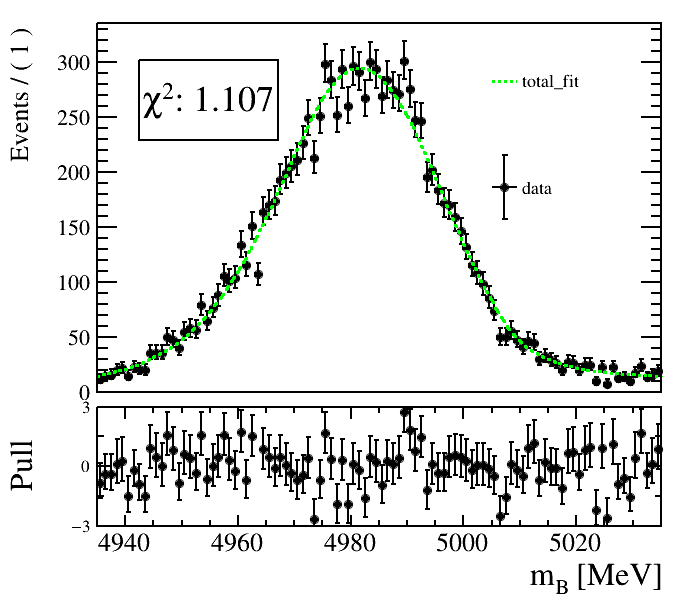 Events / ( 1 )
300
250
200
150
100
50
0
χ²: 1.107
total_fit
data
Pull
3
0
−3
4940 4960 4980 5000 5020
m_B [MeV]